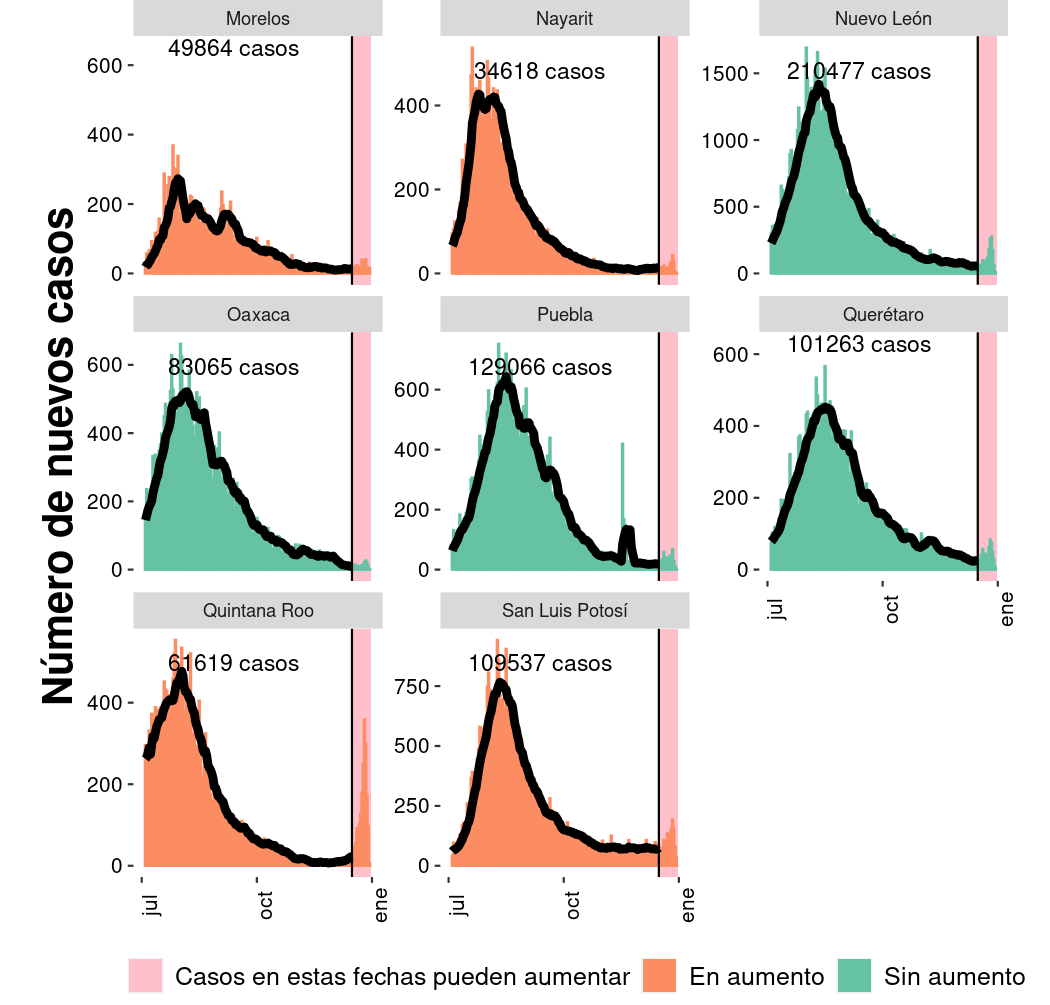 Morelos
Nayarit
Nuevo León
49864 casos
34618 casos
210477 casos
600
400
200
0
400
200
0
1500
1000
500
0
Número de nuevos casos
Oaxaca
Puebla
Querétaro
83065 casos
129066 casos
101263 casos
600
400
200
0
600
400
200
0
600
400
200
0
jul
oct
ene
Quintana Roo
San Luis Potosí
61619 casos
109537 casos
400
200
0
750
500
250
0
jul
oct
ene
jul
oct
ene
Casos en estas fechas pueden aumentar
En aumento
Sin aumento